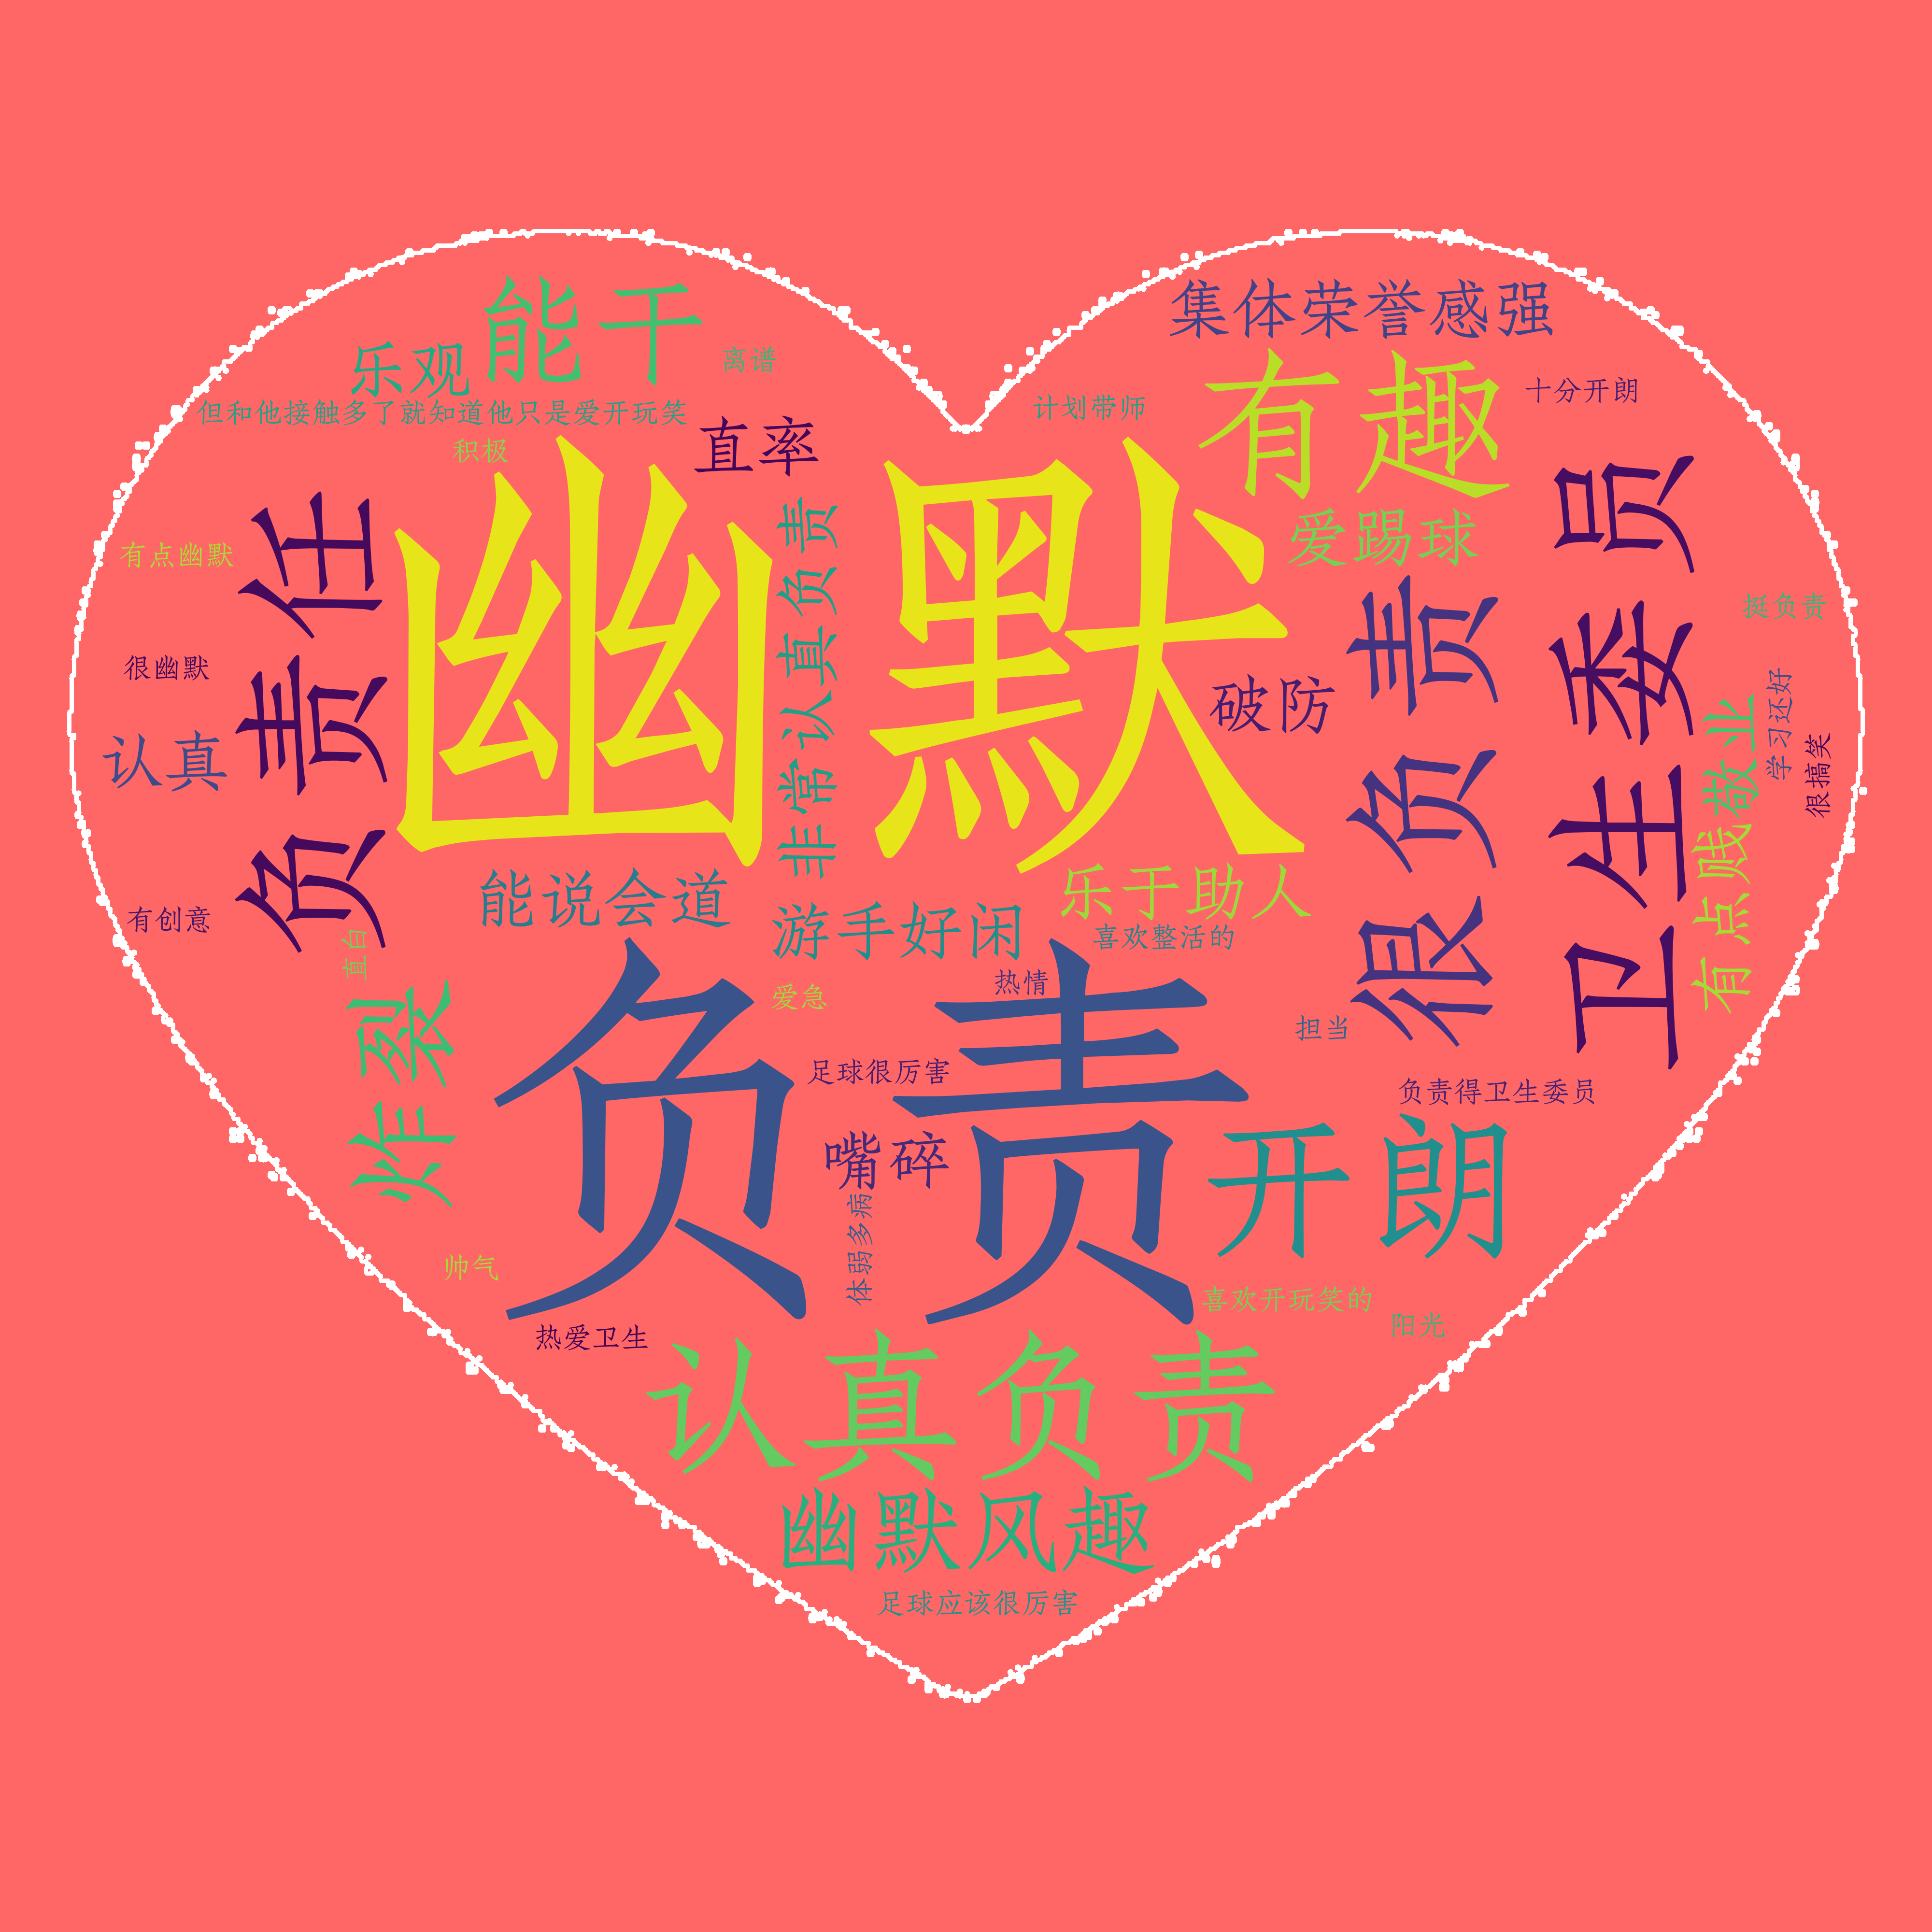 能干
集体荣誉感强
乐观
离谱
有趣
十分开朗
但和他接触多了就知道他只是爱开玩笑
计划带师
积极
直率
幽默
爱踢球
有点幽默
负责任
非常认真负责
很负责
卫生委员
挺负责
很幽默
破防
认真
敬业
学习还好
很搞笑
有点贱
能说会道
游手好闲
乐于助人
有创意
直白
喜欢整活的
热情
爱急
负责
炸裂
担当
足球很厉害
负责得卫生委员
嘴碎
开朗
体弱多病
帅气
喜欢开玩笑的
热爱卫生
阳光
认真负责
幽默风趣
足球应该很厉害